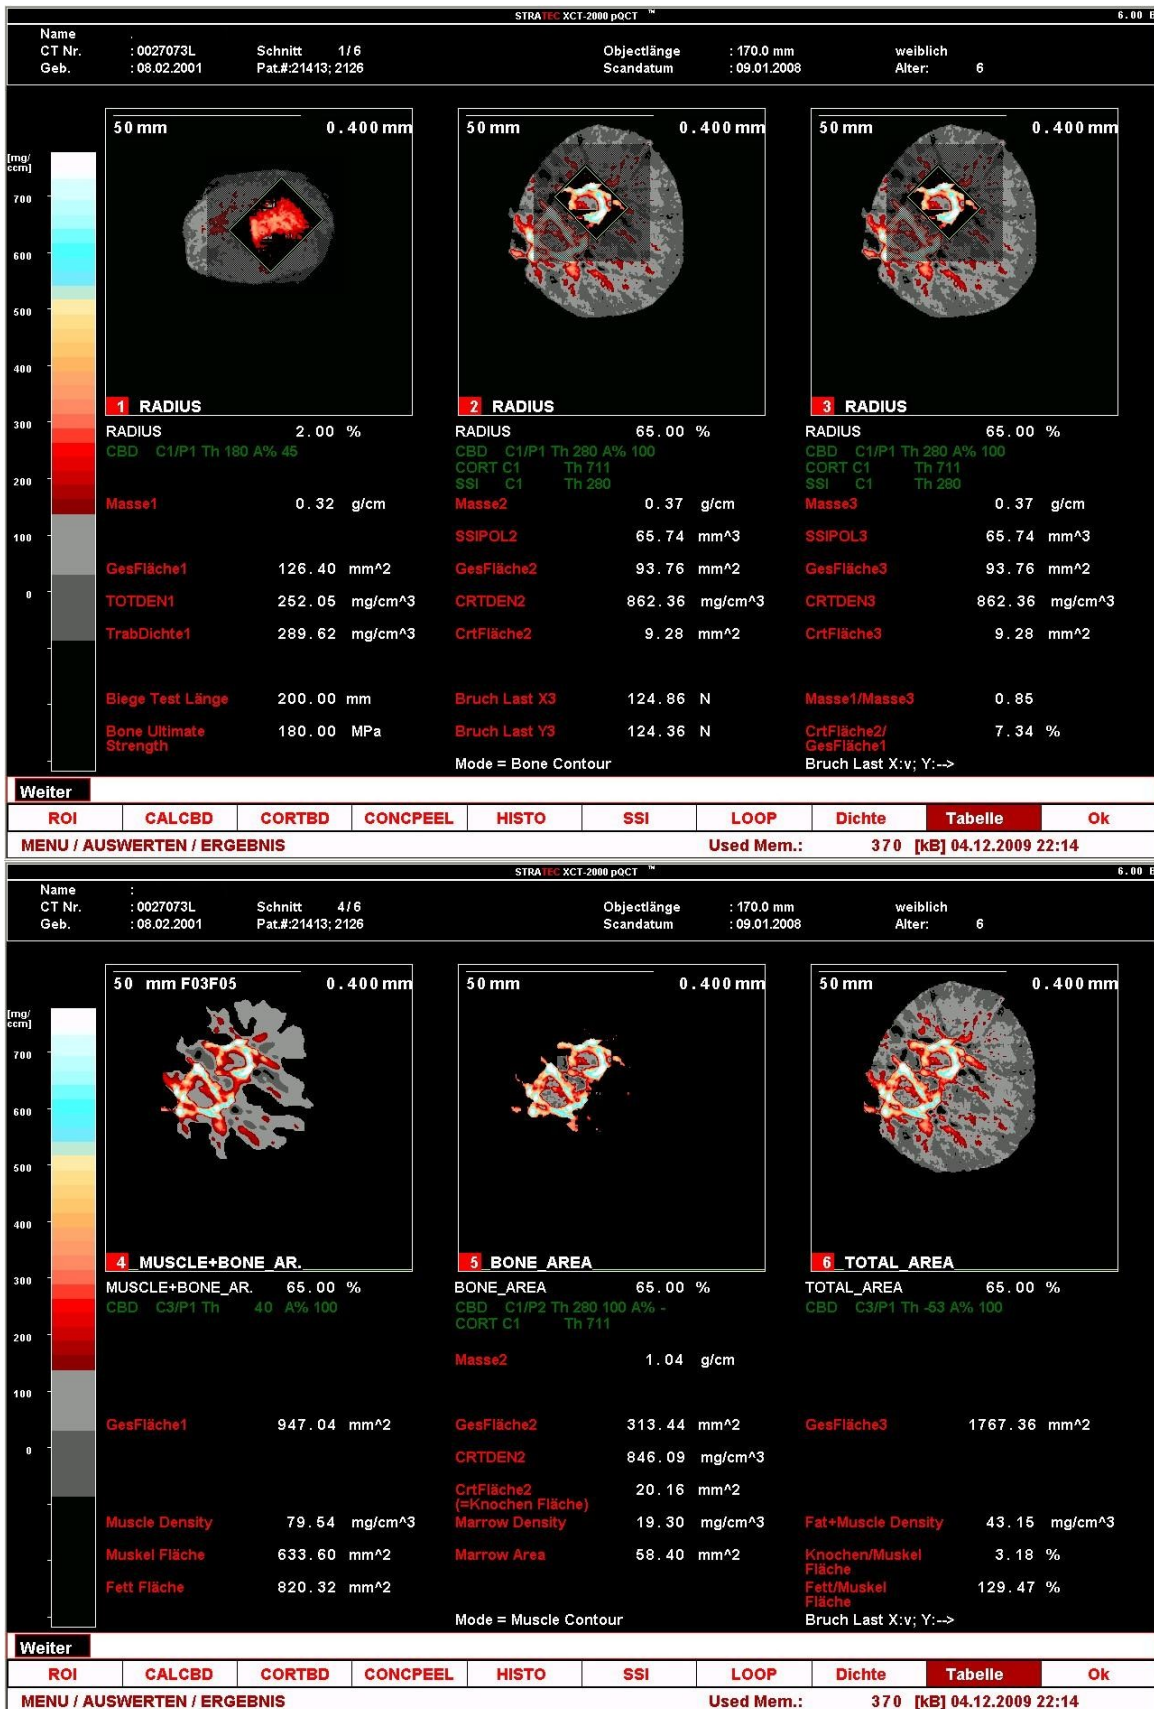 STRATEC XCT-2000 pQCT ™ 6.00 B
Name .
CT Nr. : 0027073L Schnitt 1/ 6 Objectlänge : 170.0 mm weiblich
Geb. : 08.02.2001 Pat.#:21413; 2126 Scandatum : 09.01.2008 Alter: 6
50 mm 0.400 mm 50 mm 0.400 mm 50 mm 0.400 mm
[mg/
ccm]
700
600
500
400
300
200
100
0
1 RADIUS 2 RADIUS 3 RADIUS
RADIUS 2.00 % RADIUS 65.00 % RADIUS 65.00 %
CBD C1/P1 Th 180 A% 45 CBD C1/P1 Th 280 A% 100 CBD C1/P1 Th 280 A% 100
CORT C1 Th 711 CORT C1 Th 711
SSI C1 Th 280 SSI C1 Th 280
Masse1 0.32 g/cm Masse2 0.37 g/cm Masse3 0.37 g/cm
SSIPOL2 65.74 mm^3 SSIPOL3 65.74 mm^3
GesFläche1 126.40 mm^2 GesFläche2 93.76 mm^2 GesFläche3 93.76 mm^2
TOTDEN1 252.05 mg/cm^3 CRTDEN2 862.36 mg/cm^3 CRTDEN3 862.36 mg/cm^3
TrabDichte1 289.62 mg/cm^3 CrtFläche2 9.28 mm^2 CrtFläche3 9.28 mm^2
Biege Test Länge 200.00 mm Bruch Last X3 124.86 N Masse1/Masse3 0.85
Bone Ultimate 180.00 MPa Bruch Last Y3 124.36 N CrtFläche2/ 7.34 %
Strength GesFläche1
Mode = Bone Contour Bruch Last X:v; Y:-->
Weiter
ROI CALCBD CORTBD CONCPEEL HISTO SSI LOOP Dichte Tabelle Ok
MENU / AUSWERTEN / ERGEBNIS Used Mem.: 370 [kB] 04.12.2009 22:14
STRATEC XCT-2000 pQCT ™ 6.00 B
Name :
CT Nr. : 0027073L Schnitt 4/ 6 Objectlänge : 170.0 mm weiblich
Geb. : 08.02.2001 Pat.#:21413; 2126 Scandatum : 09.01.2008 Alter: 6
50 mm F03F05 0.400 mm 50 mm 0.400 mm 50 mm 0.400 mm
[mg/
ccm]
700
600
500
400
300
200
100
0
4 _MUSCLE+BONE_AR. 5 BONE_AREA 6 _TOTAL_AREA
MUSCLE+BONE_AR. 65.00 % BONE_AREA 65.00 % TOTAL_AREA 65.00 %
CBD C3/P1 Th 40 A% 100 CBD C1/P2 Th 280 100 A% - CBD C3/P1 Th -53 A% 100
CORT C1 Th 711
Masse2 1.04 g/cm
GesFläche1 947.04 mm^2 GesFläche2 313.44 mm^2 GesFläche3 1767.36 mm^2
CRTDEN2 846.09 mg/cm^3
CrtFläche2 20.16 mm^2
(=Knochen Fläche)
Muscle Density 79.54 mg/cm^3 Marrow Density 19.30 mg/cm^3 Fat+Muscle Density 43.15 mg/cm^3
Muskel Fläche 633.60 mm^2 Marrow Area 58.40 mm^2 Knochen/Muskel 3.18 %
Fläche
Fett Fläche 820.32 mm^2 Fett/Muskel 129.47 %
Fläche
Mode = Muscle Contour Bruch Last X:v; Y:-->
Weiter
ROI CALCBD CORTBD CONCPEEL HISTO SSI LOOP Dichte Tabelle Ok
MENU / AUSWERTEN / ERGEBNIS Used Mem.: 370 [kB] 04.12.2009 22:14